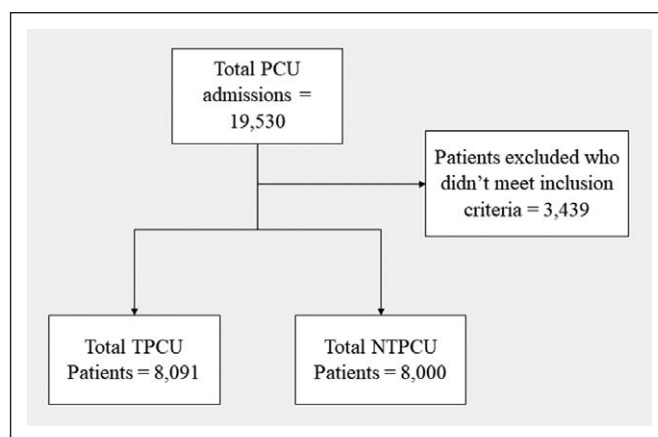 Total PCU
admissions =
19,530
Patients excluded who
didn’t meet inclusion
criteria = 3,439
Total TPCU
Patients = 8,091
Total NTPCU
Patients = 8,000